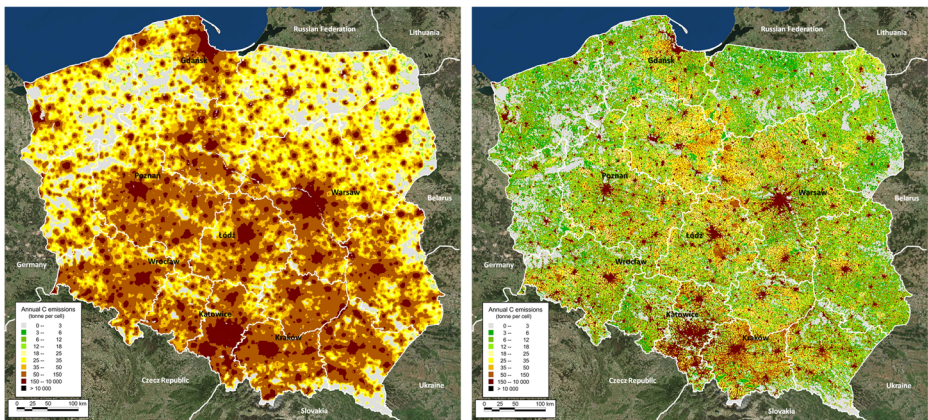 Russian Federation
Lithuania
Gdańsk
Poznań
Warsaw
Belarus
Łódź
Germany
Wrocław
Katowice
Kraków
Czecz Republic
Ukraine
Slovakia
Annual C emissions
(tonne per cell)
0 -- 3
3 -- 6
6 -- 12
12 -- 18
18 -- 25
25 -- 35
35 -- 50
50 -- 150
150 -- 10 000
> 10 000
0 25 50 100 km
Russian Federation
Lithuania
Gdańsk
Poznań
Warsaw
Belarus
Łódź
Germany
Wrocław
Katowice
Kraków
Czecz Republic
Ukraine
Slovakia
Annual C emissions
(tonne per cell)
0 -- 3
3 -- 6
6 -- 12
12 -- 18
18 -- 25
25 -- 35
35 -- 50
50 -- 150
150 -- 10 000
> 10 000
0 25 50 100 km